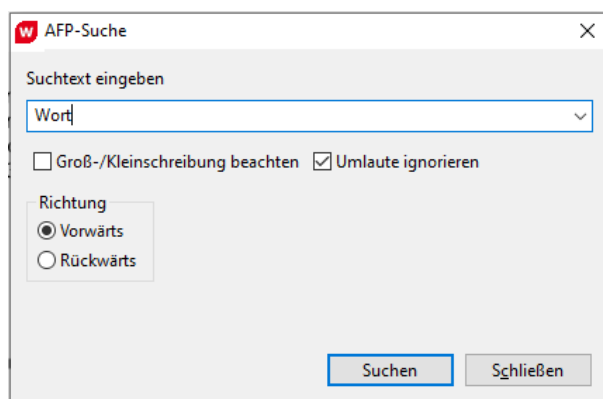 W AFP-Suche
Suchtext eingeben
Wort
Groß-/Kleinschreibung beachten Umlaute ignorieren
Richtung
Vorwärts
Rückwärts
Suchen Schließen